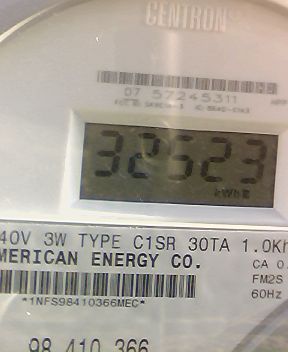 CENTRON
07 57245311
32523
kWh
40V 3W TYPE C1SR 30TA 1.0Kh
MERICAN ENERGY CO.
CA 0.
FM2S
*1NFS98410366MEC*
60Hz
98 410 366